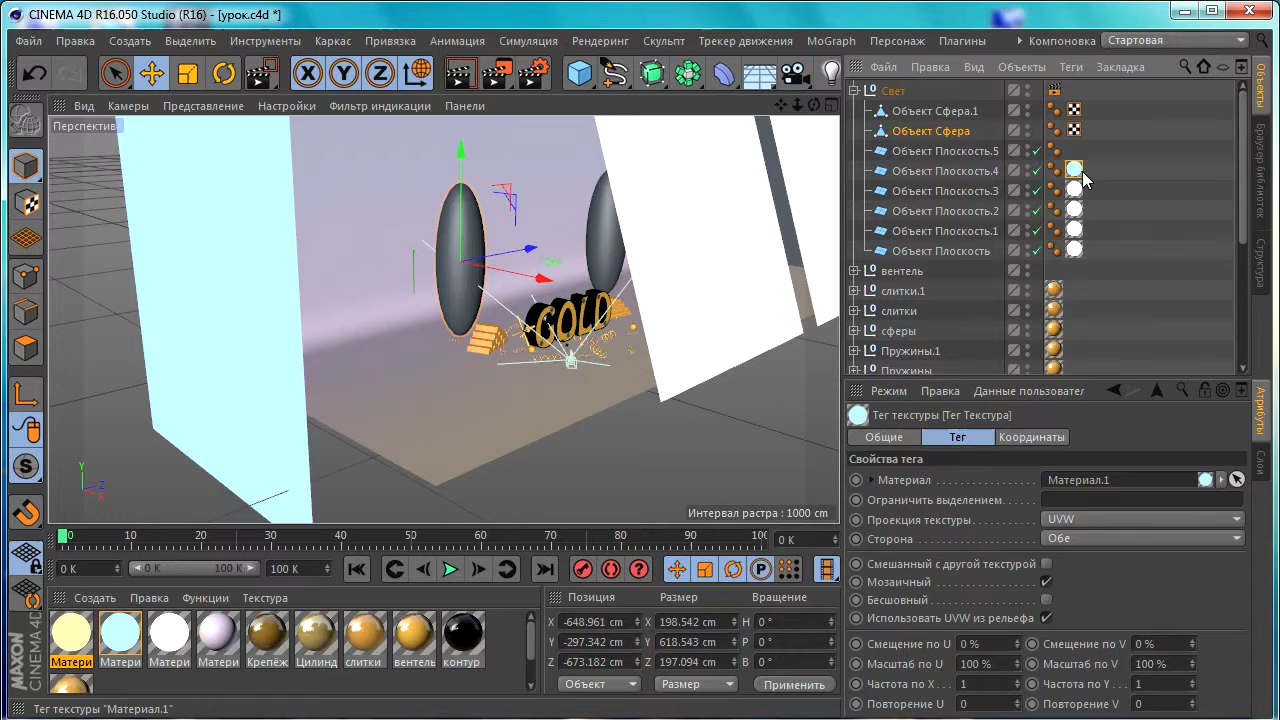 CINEMA 4D R16.050 Studio (R16) - [урок.c4d *]
Файл Правка Создать Выделить Инструменты Каркас Привязка Анимация Симуляция Рендеринг Скульпт Трекер движения MoGraph Персонаж Плагины Компоновка Стартовая
X Y Z
Файл Правка Вид Объекты Теги Закладка
Вид Камеры Представление Настройки Фильтр индикации Панели
Перспектив
Свет
Объект Сфера.1
Объект Сфера
Объект Плоскость.5
Объект Плоскость.4
Объект Плоскость.3
Объект Плоскость.2
Объект Плоскость.1
Объект Плоскость
вентель
слитки.1
слитки
сферы
Пружины.1
Пружины
Объекты
Браузер библиотек
Структура
GOLD
Y
Z
X
Интервал растра : 1000 cm
Режим Правка Данные пользовател
Тег текстуры [Тег Текстура]
Общие Тег Координаты
Свойства тега
Материал Материал.1
Ограничить выделением.
Проекция текстуры UVW
Сторона Обе
Смешанный с другой текстурой
Мозаичный
Бесшовный
Использовать UVW из рельефа
Смещение по U 0 % Смещение по V 0 %
Масштаб по U 100 % Масштаб по V 100 %
Частота по X 1 Частота по Y 1
Повторение U 0 Повторение V 0
Атрибуты
Слои
0 10 20 30 40 50 60 70 80 90 100 0 K
0 K 0 K 100 K 100 K
Создать Правка Функции Текстура
Матери Матери Матери Матери Крепёж Цилинд слитки вентель контур
Позиция Размер Вращение
X -648.961 cm X 198.542 cm H 0 °
Y -297.342 cm Y 618.543 cm P 0 °
Z -673.182 cm Z 197.094 cm B 0 °
Объект Размер Применить
MAXON
CINEMA 4D
Тег текстуры "Материал.1"